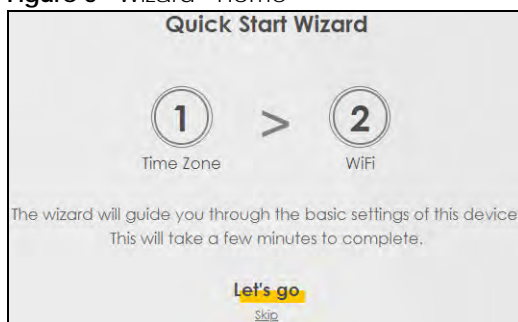 Quick Start Wizard
1 > 2
Time Zone WiFi
The wizard will guide you through the basic settings of this device
This will take a few minutes to complete.
Let's go
Skip